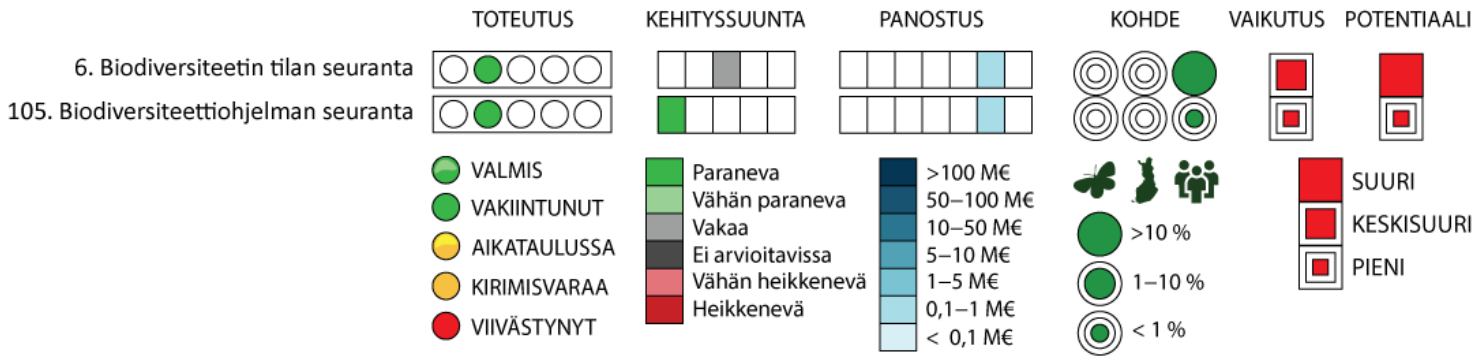 TOTEUTUS KEHITYSSUUNTA PANOSTUS KOHDE VAIKUTUS POTENTIAALI
6. Biodiversiteetin tilan seuranta
105. Biodiversiteettiohjelman seuranta
VALMIS
VAKIINTUNUT
AIKATAULUSSA
KIRIMISVARAA
VIIVÄSTYNYT
Paraneva
Vähän paraneva
Vakaa
Ei arvioitavissa
Vähän heikkenevä
Heikkenevä
>100 M€
50–100 M€
10–50 M€
5–10 M€
1–5 M€
0,1–1 M€
< 0,1 M€
>10 %
1–10 %
< 1 %
SUURI
KESKISUURI
PIENI